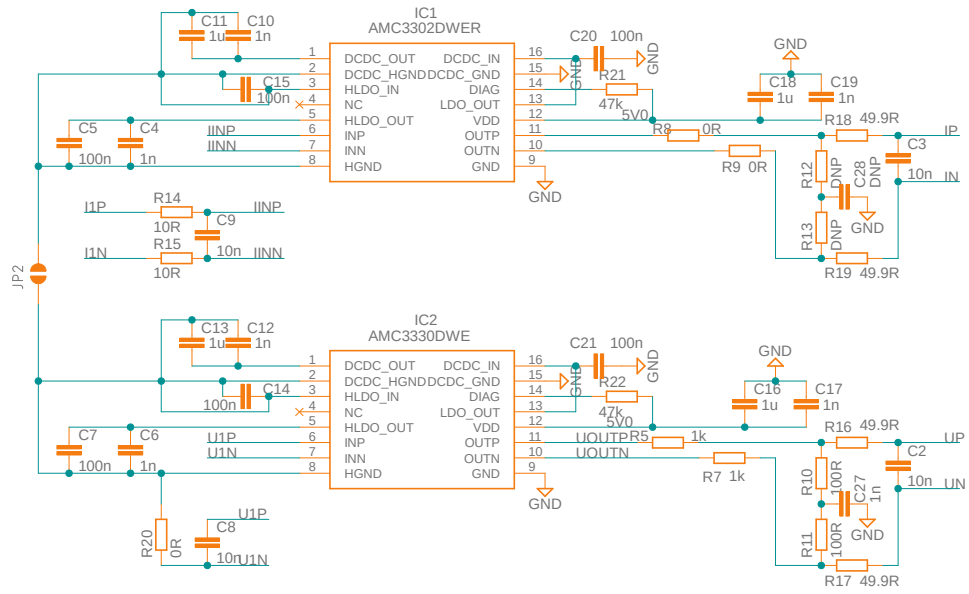 IC1
AMC3302DWER
C11
1u
C10
1n
C20
100n
GND
GND
1 DCDC_OUT DCDC_IN 16
2 DCDC_HGND DCDC_GND 15
3 HLDO_IN DIAG 14
4 NC LDO_OUT 13
5 HLDO_OUT VDD 12
6 INP OUTP 11
7 INN OUTN 10
8 HGND GND 9
C15
100n
C5
100n
C4
1n
IINP
IINN
R21
47k
5V0
GND
C18
1u
C19
1n
R8 0R
R9 0R
GND
R18 49.9R
IP
C3
10n
IN
R12
DNP
C28
DNP
GND
R13
DNP
R19 49.9R
I1P
R14
10R
IINP
C9
10n
I1N
R15
10R
IINN
JP2
IC2
AMC3330DWE
C13
1u
C12
1n
C21
100n
GND
GND
1 DCDC_OUT DCDC_IN 16
2 DCDC_HGND DCDC_GND 15
3 HLDO_IN DIAG 14
4 NC LDO_OUT 13
5 HLDO_OUT VDD 12
6 INP OUTP 11
7 INN OUTN 10
8 HGND GND 9
C14
100n
C7
100n
C6
1n
U1P
U1N
R22
47k
5V0
GND
C16
1u
C17
1n
UOUTP
R5 1k
UOUTN
R7 1k
GND
R16
49.9R
UP
C2
10n
UN
R10
100R
C27
1n
GND
R11
100R
R17 49.9R
R20
0R
U1P
C8
10n
U1N